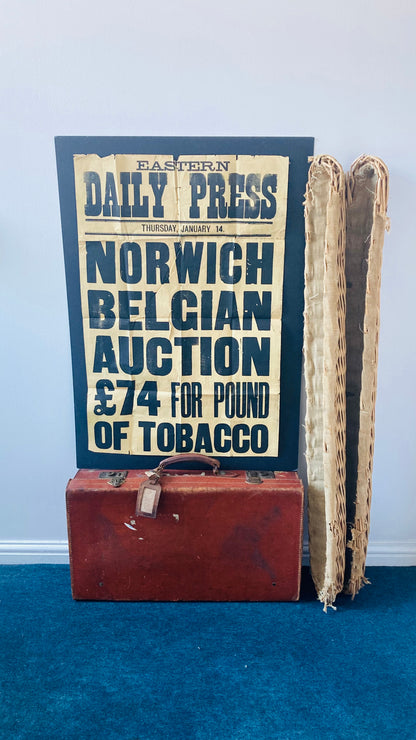 EASTERN
DAILY PRESS
THURSDAY, JANUARY 14.
NORWICH
BELGIAN
AUCTION
£74 FOR POUND
OF TOBACCO